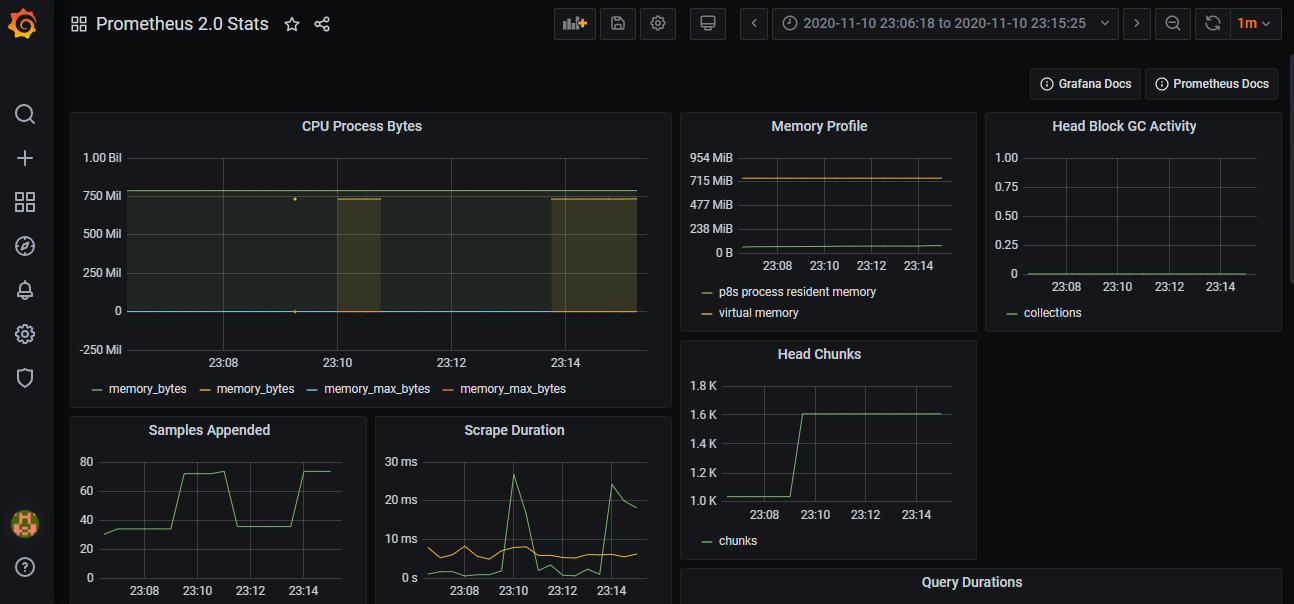 Prometheus 2.0 Stats
2020-11-10 23:06:18 to 2020-11-10 23:15:25
1m
Grafana Docs
Prometheus Docs
CPU Process Bytes
1.00 Bil
750 Mil
500 Mil
250 Mil
0
-250 Mil
23:08 23:10 23:12 23:14
memory_bytes memory_bytes memory_max_bytes memory_max_bytes
Memory Profile
954 MiB
715 MiB
477 MiB
238 MiB
0 B
23:08 23:10 23:12 23:14
p8s process resident memory
virtual memory
Head Block GC Activity
1.00
0.75
0.50
0.25
0
23:08 23:10 23:12 23:14
collections
Head Chunks
1.8 K
1.6 K
1.4 K
1.2 K
1.0 K
23:08 23:10 23:12 23:14
chunks
Samples Appended
80
60
40
20
0
23:08 23:10 23:12 23:14
Scrape Duration
30 ms
20 ms
10 ms
0 s
23:08 23:10 23:12 23:14
Query Durations